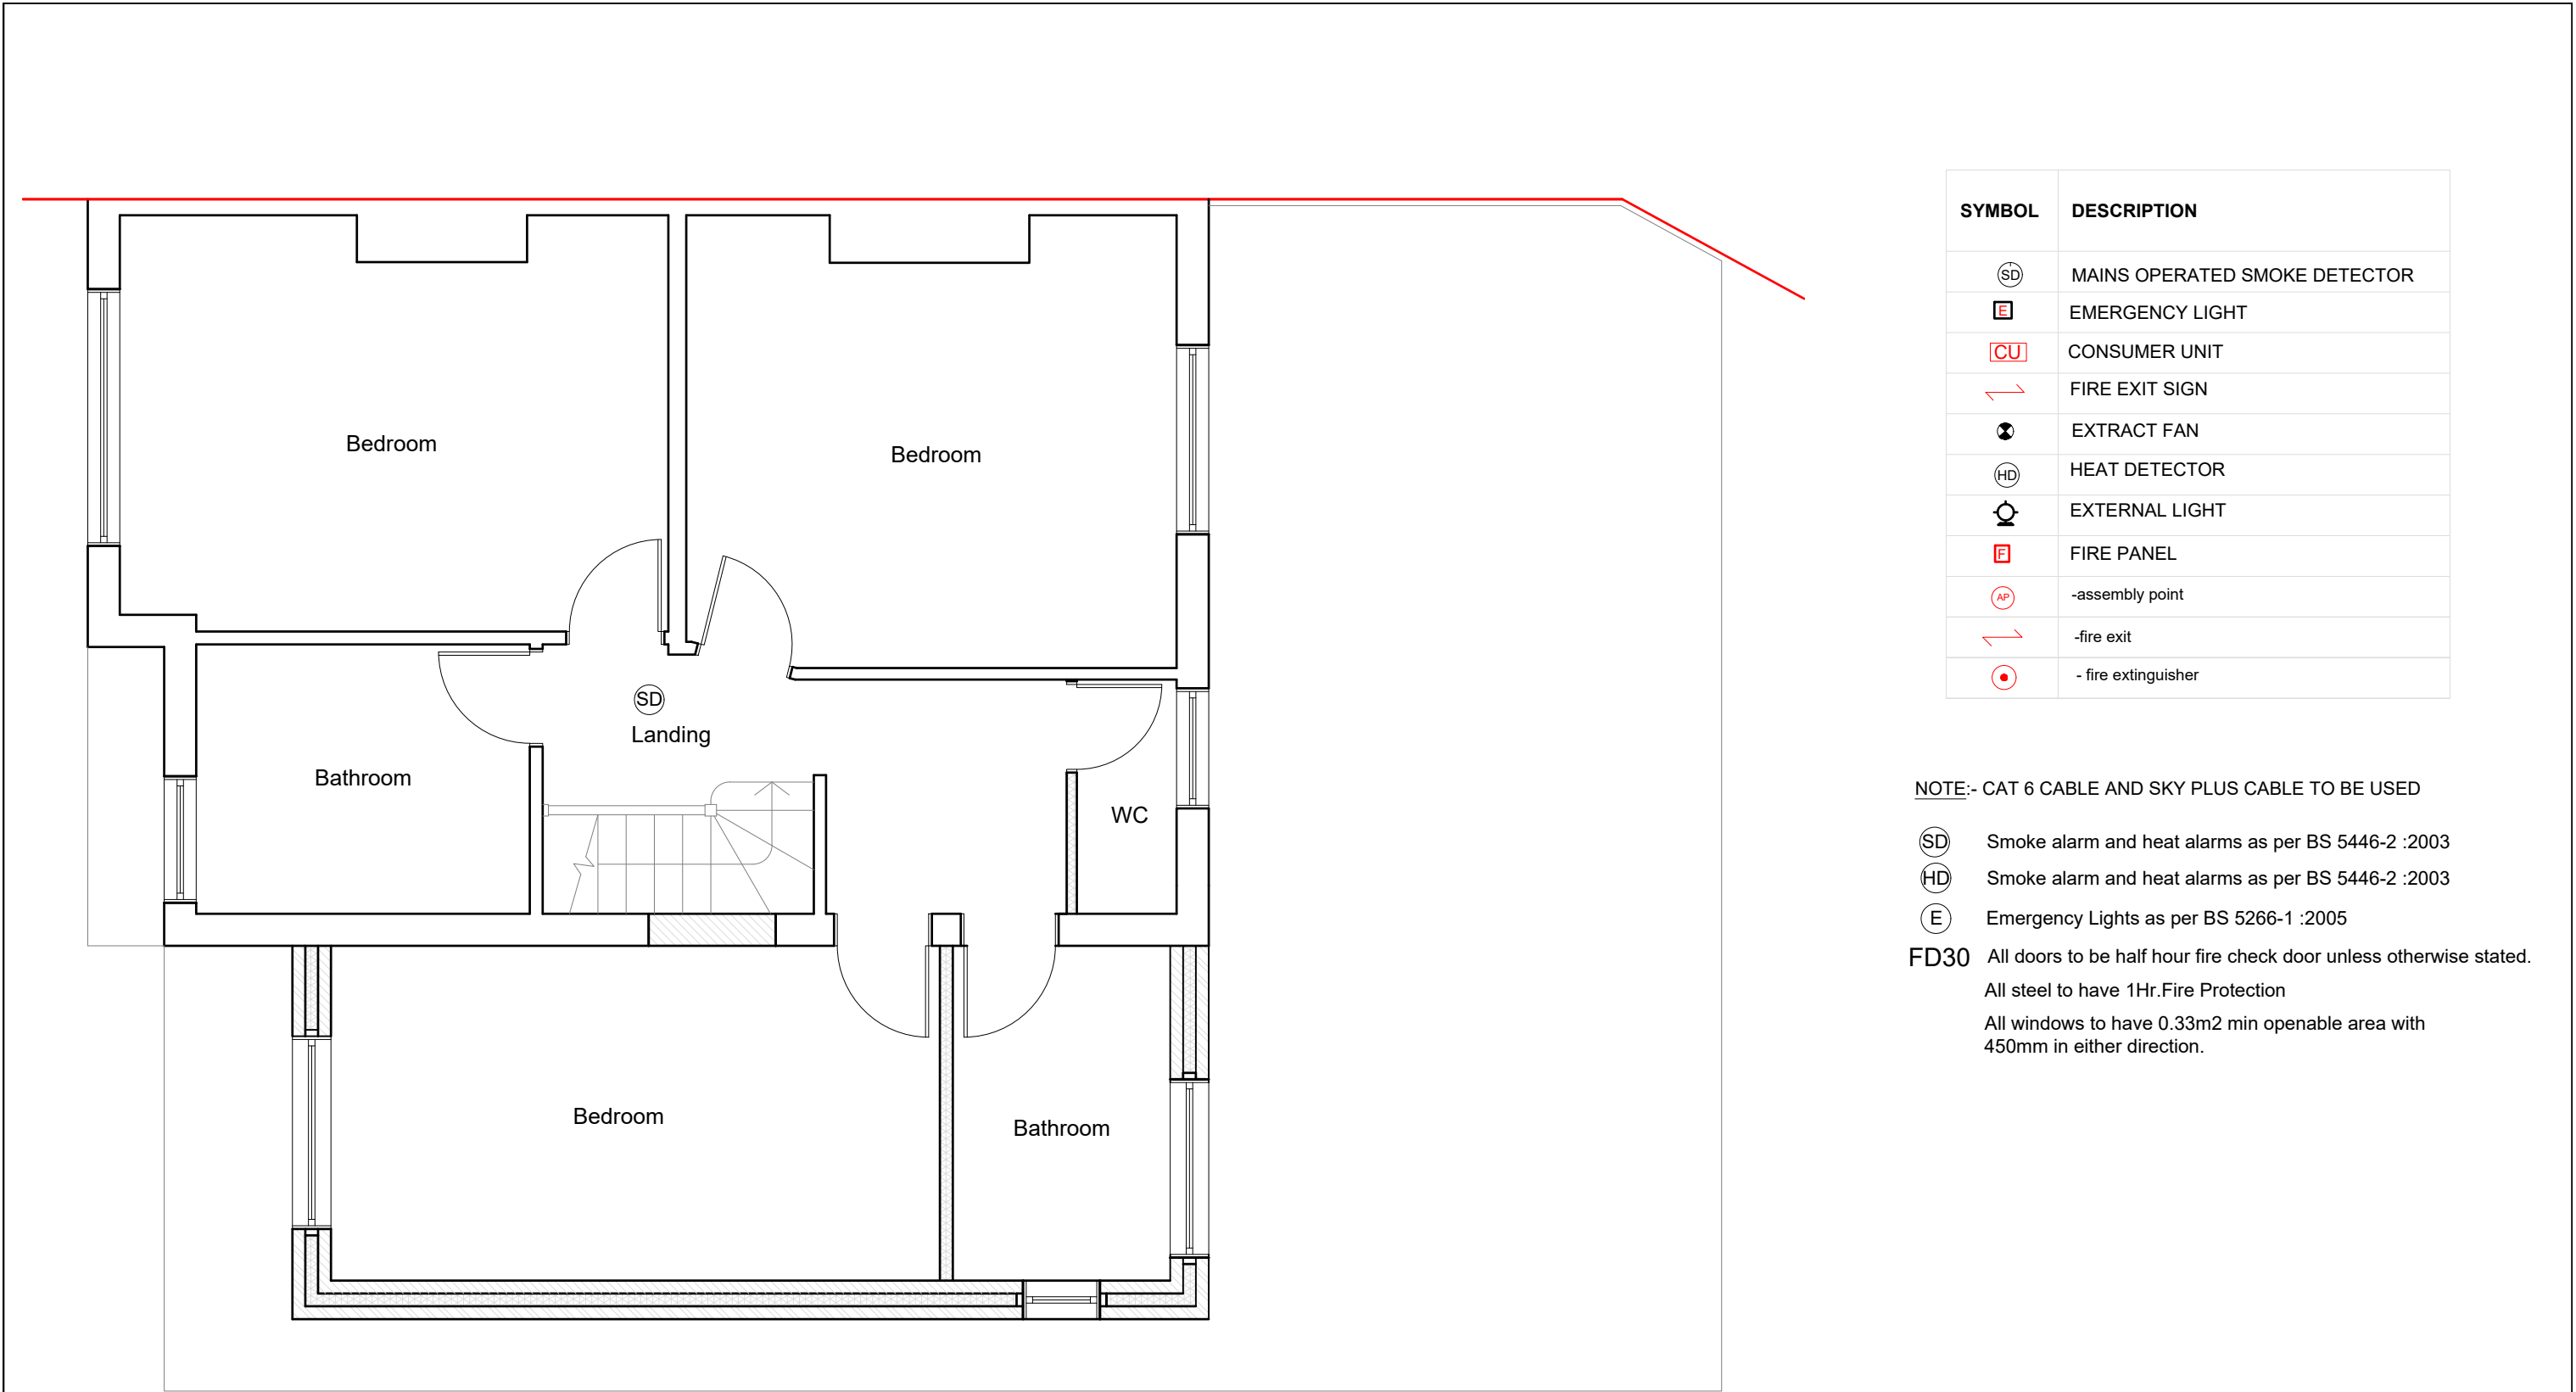 Bedroom
Bedroom
SD
Landing
Bathroom
WC
Bedroom
Bathroom
SYMBOL DESCRIPTION
SD MAINS OPERATED SMOKE DETECTOR
E EMERGENCY LIGHT
CU CONSUMER UNIT
FIRE EXIT SIGN
EXTRACT FAN
HD HEAT DETECTOR
EXTERNAL LIGHT
F FIRE PANEL
AP -assembly point
-fire exit
- fire extinguisher
NOTE:- CAT 6 CABLE AND SKY PLUS CABLE TO BE USED
SD Smoke alarm and heat alarms as per BS 5446-2 :2003
HD Smoke alarm and heat alarms as per BS 5446-2 :2003
E Emergency Lights as per BS 5266-1 :2005
FD30 All doors to be half hour fire check door unless otherwise stated.
All steel to have 1Hr.Fire Protection
All windows to have 0.33m2 min openable area with
450mm in either direction.